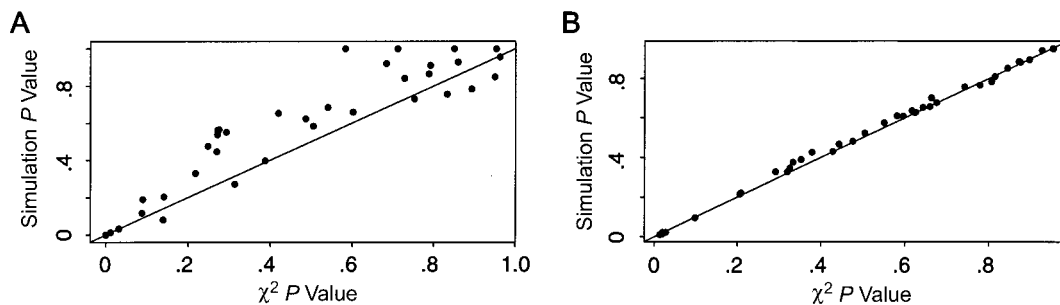 A
Simulation P Value
.8
.4
0
0
.2
.4
.6
.8
1.0
χ² P Value
B
Simulation P Value
.8
.4
0
0
.2
.4
.6
.8
χ² P Value